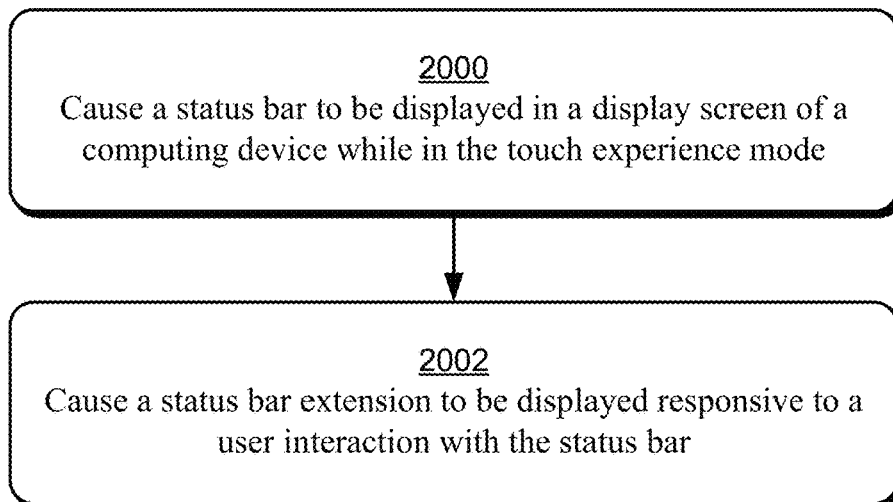 2000
Cause a status bar to be displayed in a display screen of a
computing device while in the touch experience mode
2002
Cause a status bar extension to be displayed responsive to a
user interaction with the status bar